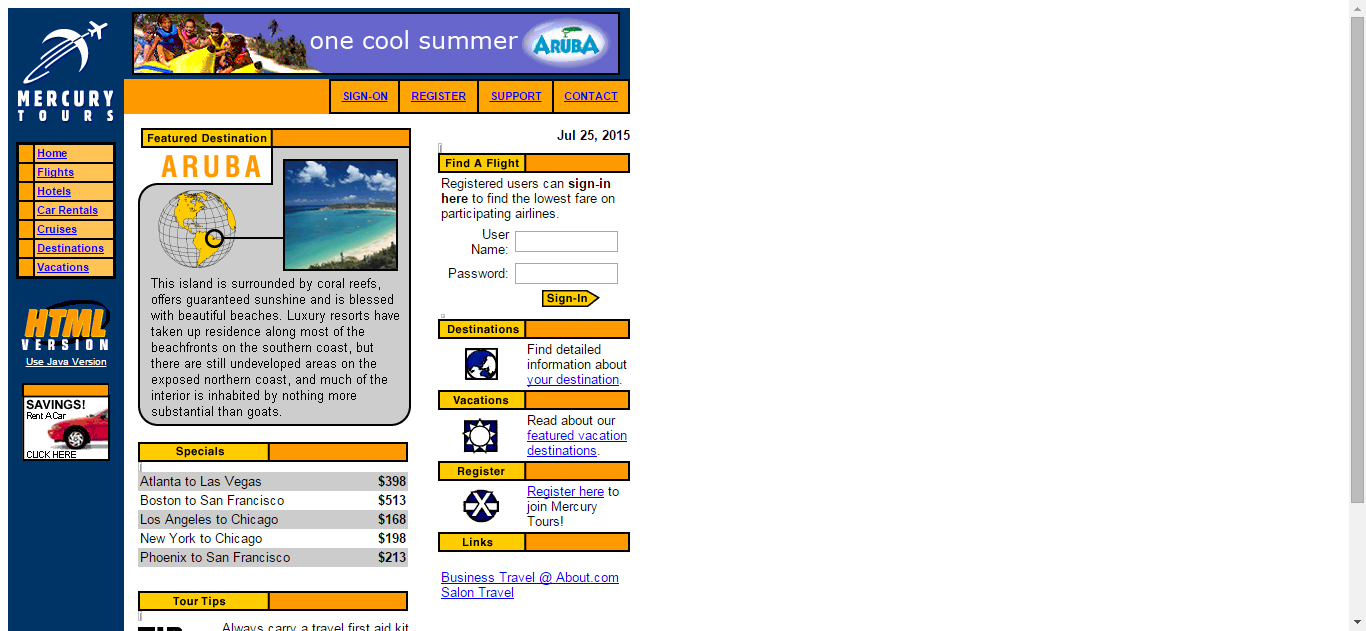 one cool summer
ARUBA
MERCURY
TOURS
SIGN-ON
REGISTER
SUPPORT
CONTACT
Home
Flights
Hotels
Car Rentals
Cruises
Destinations
Vacations
HTML
VERSION
Use Java Version
SAVINGS!
Rent A Car
CLICK HERE
Featured Destination
ARUBA
This island is surrounded by coral reefs,
offers guaranteed sunshine and is blessed
with beautiful beaches. Luxury resorts have
taken up residence along most of the
beachfronts on the southern coast, but
there are still undeveloped areas on the
exposed northern coast, and much of the
interior is inhabited by nothing more
substantial than goats.
Specials
Atlanta to Las Vegas $398
Boston to San Francisco $513
Los Angeles to Chicago $168
New York to Chicago $198
Phoenix to San Francisco $213
Tour Tips
Always carry a travel first aid kit
Jul 25, 2015
Find A Flight
Registered users can sign-in
here to find the lowest fare on
participating airlines.
User
Name:
Password:
Sign-In
Destinations
Find detailed
information about
your destination.
Vacations
Read about our
featured vacation
destinations.
Register
Register here to
join Mercury
Tours!
Links
Business Travel @ About.com
Salon Travel